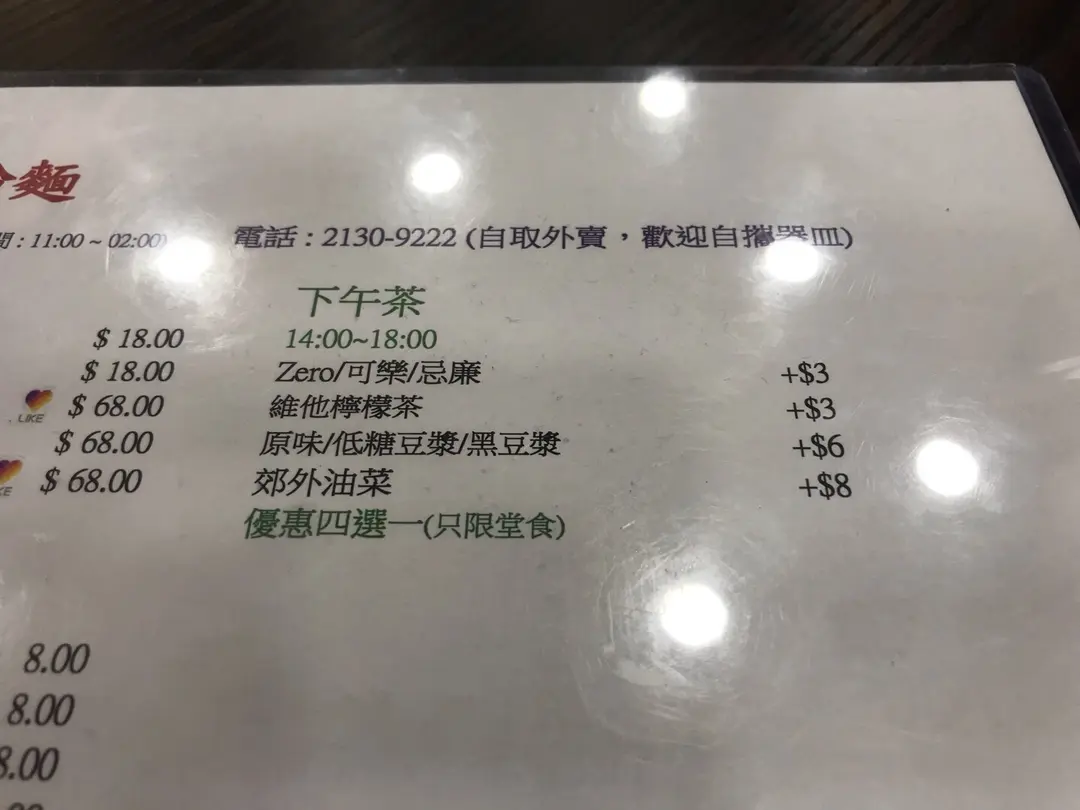 麵
: 11:00 ~ 02:00)
電話 : 2130-9222 (自取外賣，歡迎自攜器皿)
下午茶
14:00~18:00
$ 18.00
$ 18.00
Zero/可樂/忌廉 +$3
LIKE $ 68.00
維他檸檬茶 +$3
$ 68.00
原味/低糖豆漿/黑豆漿 +$6
$ 68.00
郊外油菜 +$8
優惠四選一(只限堂食)
8.00
8.00
8.00